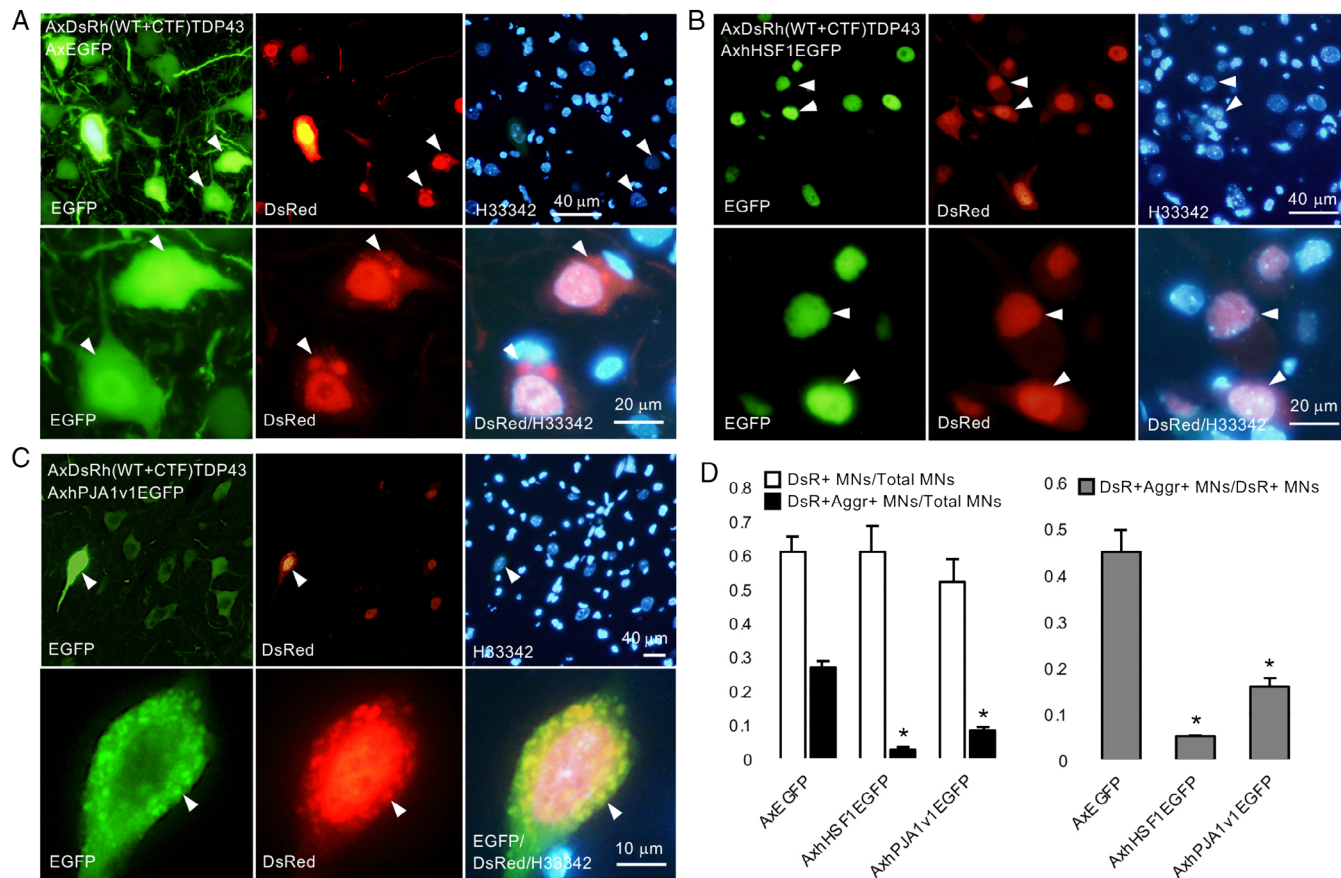 A
AxDsRh(WT+CTF)TDP43
AxEGFP
EGFP
DsRed
H33342
40 μm
EGFP
DsRed
DsRed/H33342
20 μm
B
AxDsRh(WT+CTF)TDP43
AxhHSF1EGFP
EGFP
DsRed
H33342
40 μm
EGFP
DsRed
DsRed/H33342
20 μm
C
AxDsRh(WT+CTF)TDP43
AxhPJA1v1EGFP
EGFP
DsRed
H33342
40 μm
EGFP
DsRed
EGFP/
DsRed/H33342
10 μm
D
DsR+ MNs/Total MNs
DsR+Aggr+ MNs/Total MNs
0.8
0.7
0.6
0.5
0.4
0.3
0.2
0.1
0
*
*
AxEGFP
AxhHSF1EGFP
AxhPJA1v1EGFP
DsR+Aggr+ MNs/DsR+ MNs
0.6
0.5
0.4
0.3
0.2
0.1
0
*
*
AxEGFP
AxhHSF1EGFP
AxhPJA1v1EGFP